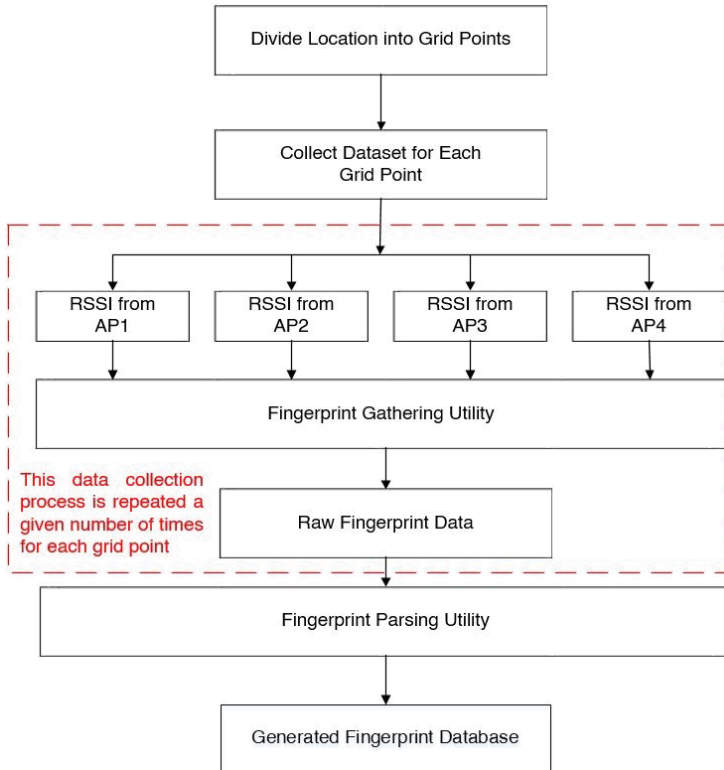 Divide Location into Grid Points
Collect Dataset for Each
Grid Point
RSSI from
AP1
RSSI from
AP2
RSSI from
AP3
RSSI from
AP4
Fingerprint Gathering Utility
This data collection
process is repeated a
given number of times
for each grid point
Raw Fingerprint Data
Fingerprint Parsing Utility
Generated Fingerprint Database